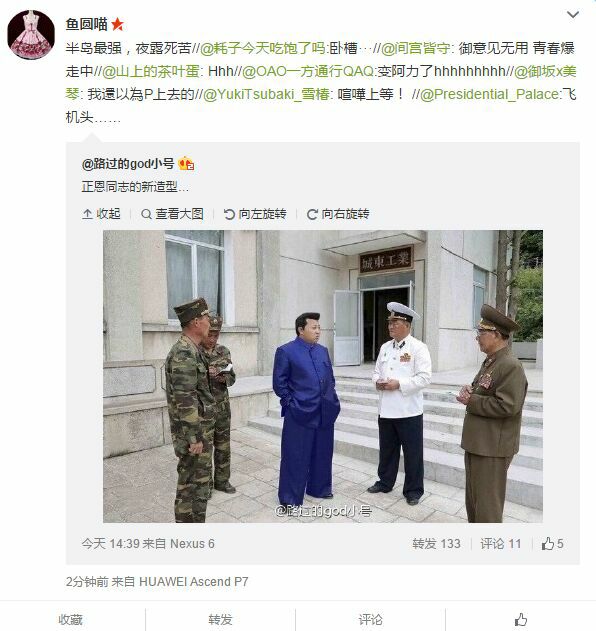 鱼圆喵
半岛最强，夜露死苦//@耗子今天吃饱了吗:卧槽…//@间宫皆守: 御意见无用 青春爆
走中//@山上的茶叶蛋: Hhh//@OAO一方通行QAQ:变阿力了hhhhhhhhh//@御坂x美
琴: 我還以為P上去的//@YukiTsubaki_雪椿: 喧嘩上等！ //@Presidential_Palace:飞
机头……
@路过的god小号
正恩同志的新造型…
收起 查看大图 向左旋转 向右旋转
城東工業
@路过的god小号
今天 14:39 来自 Nexus 6 转发 133 评论 11 5
2分钟前 来自 HUAWEI Ascend P7
收藏 转发 评论